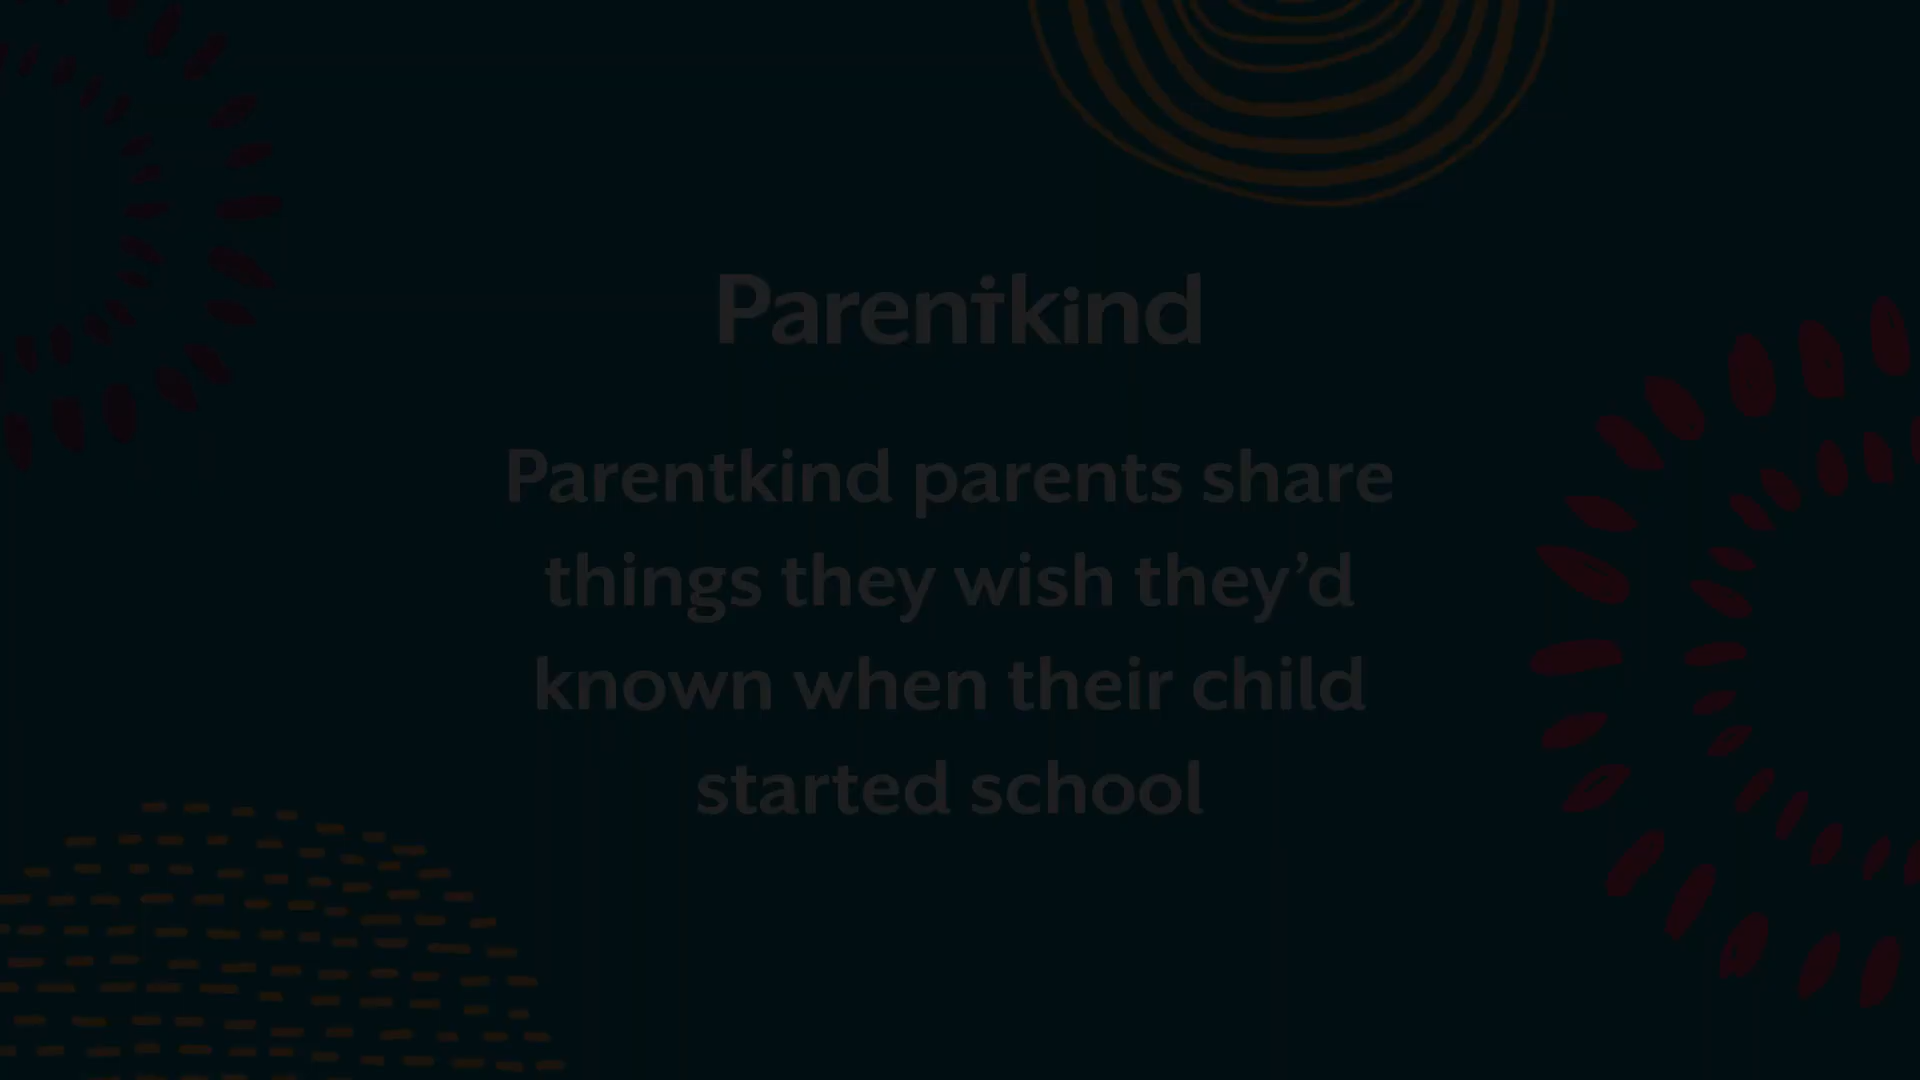 Parentkind
Parentkind parents share
things they wish they’d
known when their child
started school